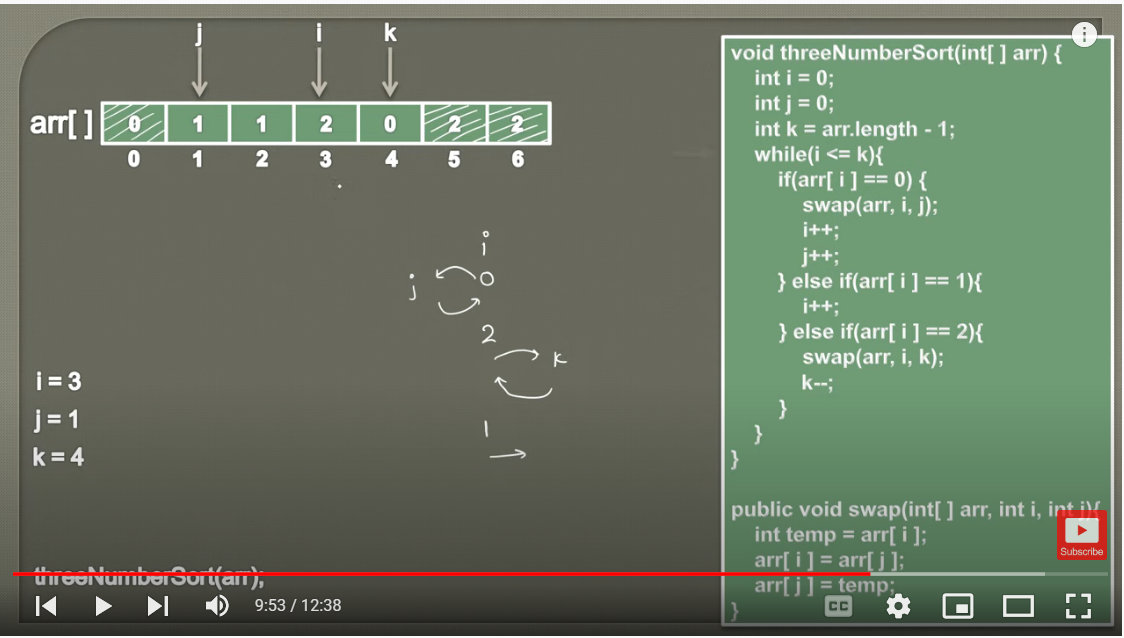 j i k
arr[ ] 0 1 1 2 0 2 2
0 1 2 3 4 5 6
i
j 0
2
k
1
i = 3
j = 1
k = 4
threeNumberSort(arr);
void threeNumberSort(int[ ] arr) {
int i = 0;
int j = 0;
int k = arr.length - 1;
while(i <= k){
if(arr[ i ] == 0) {
swap(arr, i, j);
i++;
j++;
} else if(arr[ i ] == 1){
i++;
} else if(arr[ i ] == 2){
swap(arr, i, k);
k--;
}
}
}
public void swap(int[ ] arr, int i, int j){
int temp = arr[ i ];
arr[ i ] = arr[ j ];
arr[ j ] = temp;
}
Subscribe
9:53 / 12:38
CC